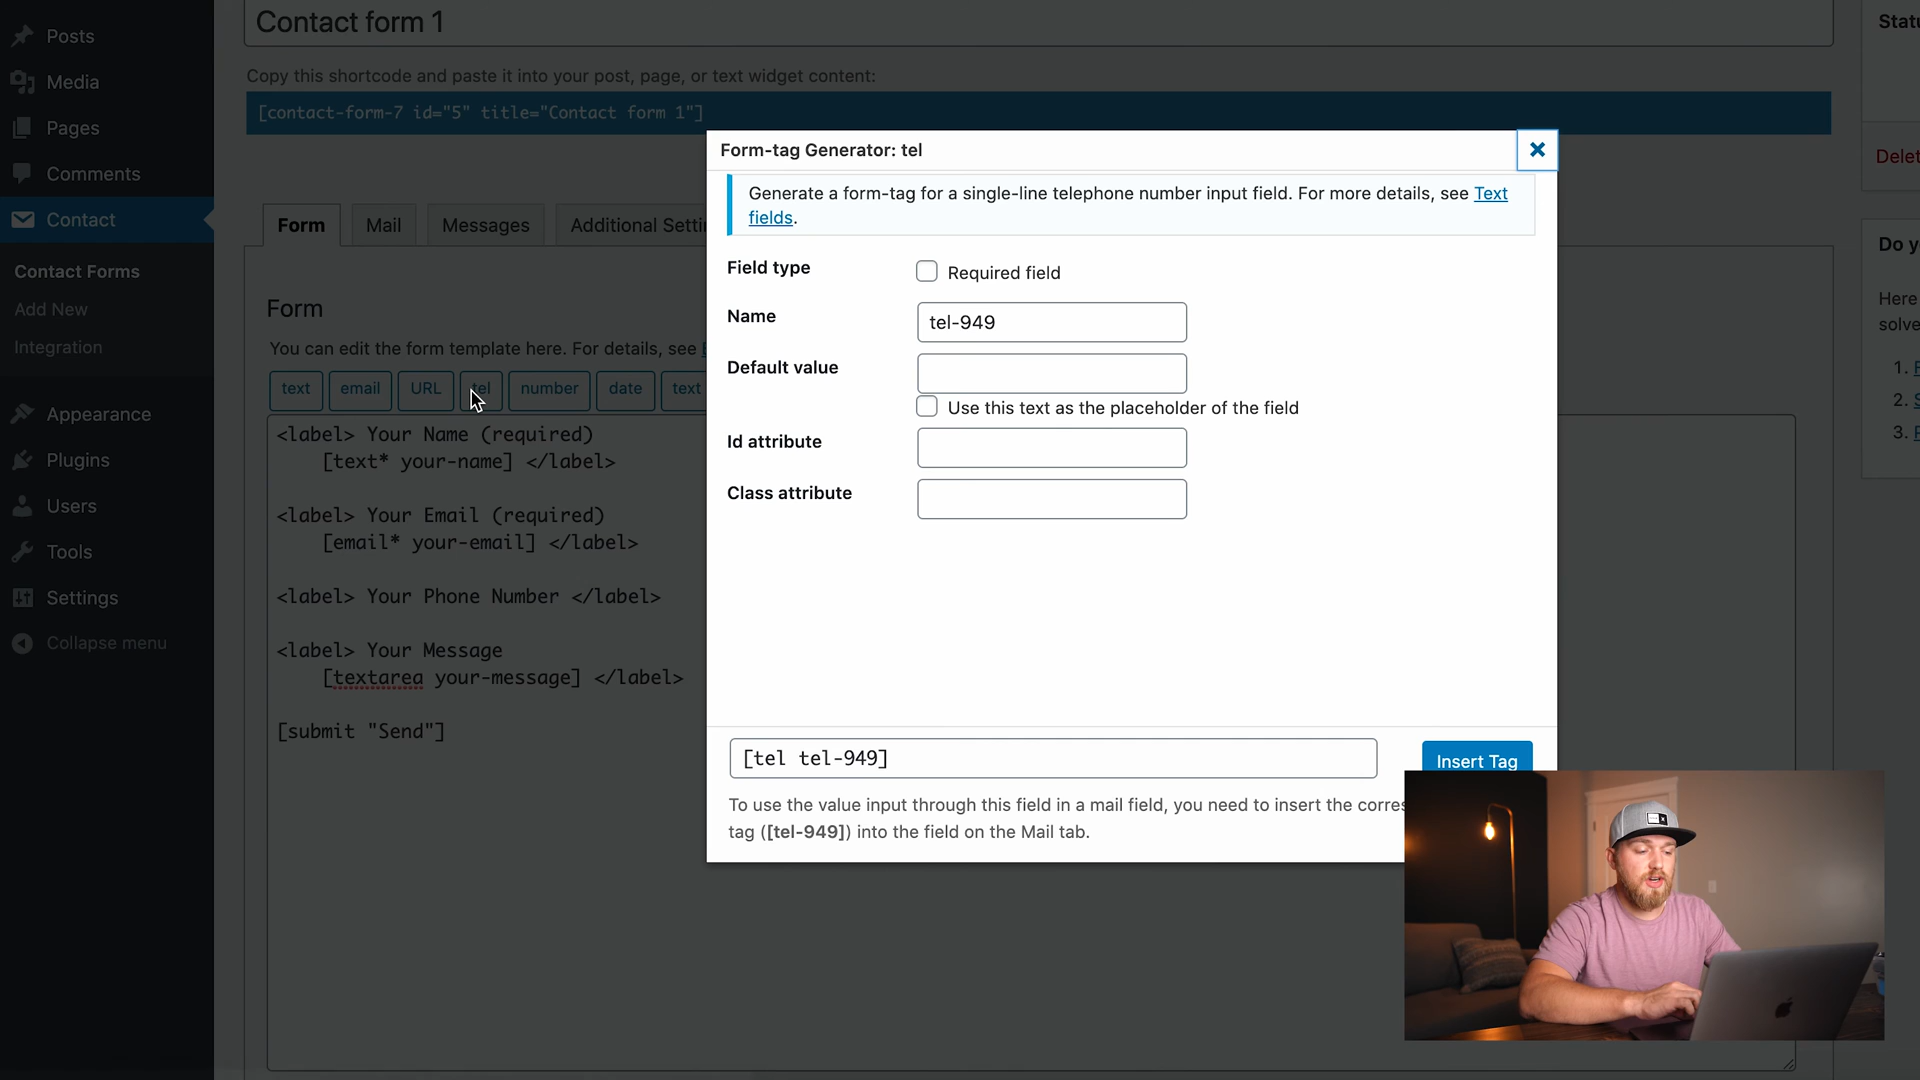 Posts
Media
Pages
Comments
Contact
Contact Forms
Add New
Integration
Appearance
Plugins
Users
Tools
Settings
Collapse menu
Contact form 1
Copy this shortcode and paste it into your post, page, or text widget content:
[contact-form-7 id="5" title="Contact form 1"]
Form
Mail
Messages
Additional Setti
Form
You can edit the form template here. For details, see
text
email
URL
tel
number
date
text
<label> Your Name (required)
[text* your-name] </label>
<label> Your Email (required)
[email* your-email] </label>
<label> Your Phone Number </label>
<label> Your Message
[textarea your-message] </label>
[submit "Send"]
Form-tag Generator: tel
Generate a form-tag for a single-line telephone number input field. For more details, see Text
fields.
Field type
Required field
Name
tel-949
Default value
Use this text as the placeholder of the field
Id attribute
Class attribute
[tel tel-949]
Insert Tag
To use the value input through this field in a mail field, you need to insert the corres
tag ([tel-949]) into the field on the Mail tab.
Statu
Delet
Do y
Here
solve
1.
2.
3.